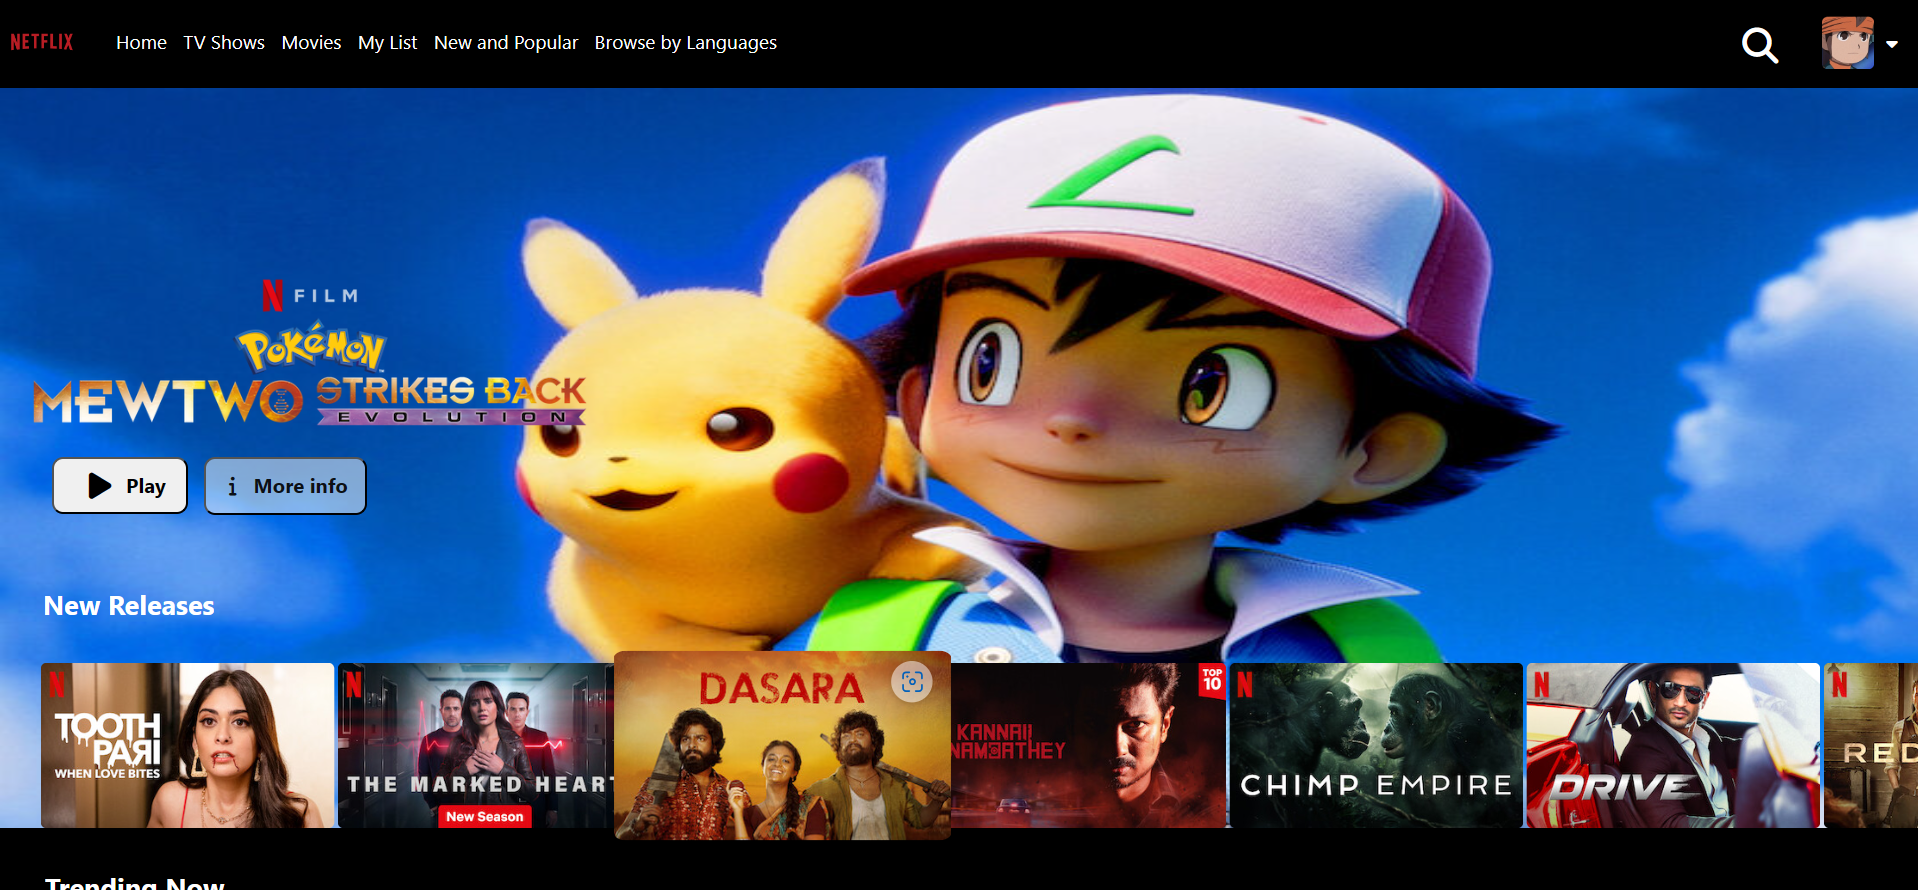 NETFLIX
Home TV Shows Movies My List New and Popular Browse by Languages
N FILM
POKéMON
MEWTWO STRIKES BACK
EVOLUTION
Play More info
New Releases
N
TOOTH
PARI
WHEN LOVE BITES
N
THE MARKED HEART
New Season
DASARA
TOP
10
KANNAII
NAMBATHEY
N
CHIMP EMPIRE
N
DRIVE
N
RED
Trending Now